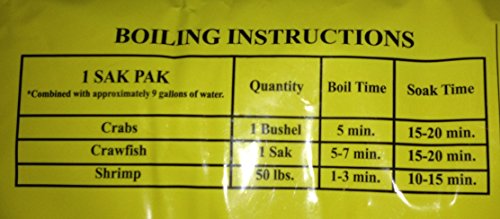 BOILING INSTRUCTIONS
1 SAK PAK Quantity Boil Time Soak Time
*Combined with approximately 9 gallons of water.
Crabs 1 Bushel 5 min. 15-20 min.
Crawfish 1 Sak 5-7 min. 15-20 min.
Shrimp 50 lbs. 1-3 min. 10-15 min.